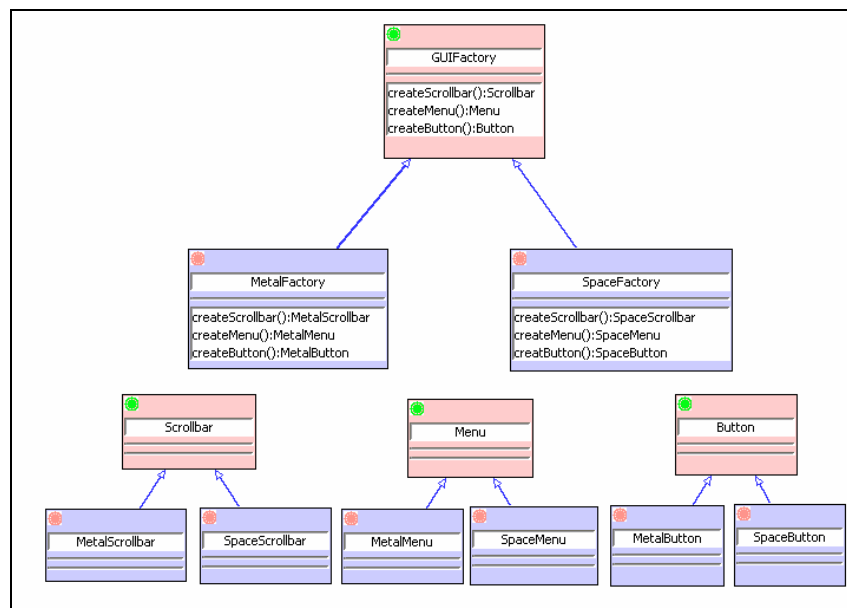 GUIFactory
createScrollbar():Scrollbar
createMenu():Menu
createButton():Button
MetalFactory
createScrollbar():MetalScrollbar
createMenu():MetalMenu
createButton():MetalButton
SpaceFactory
createScrollbar():SpaceScrollbar
createMenu():SpaceMenu
creatButton():SpaceButton
Scrollbar
Menu
Button
MetalScrollbar
SpaceScrollbar
MetalMenu
SpaceMenu
MetalButton
SpaceButton